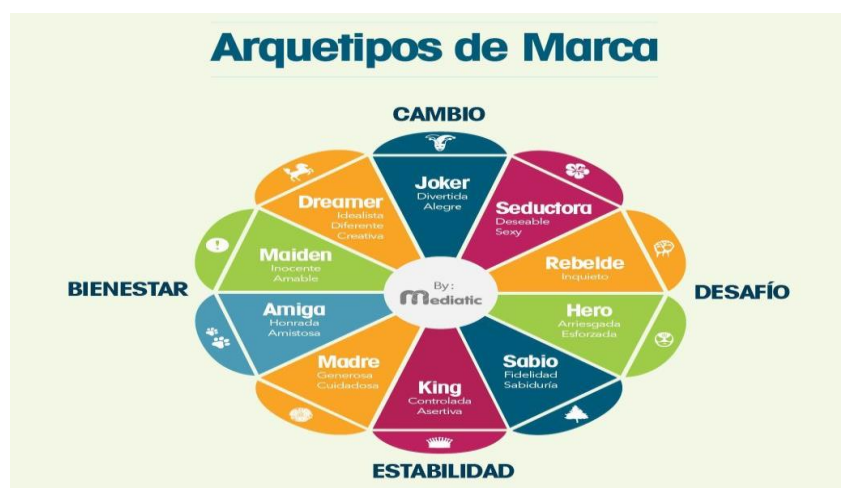 Arquetipos de Marca
CAMBIO
Joker
Divertida
Alegre
Seductora
Deseable
Sexy
Rebelde
Inquieto
DESAFÍO
Hero
Arriesgada
Esforzada
Sabio
Fidelidad
Sabiduría
King
Controlada
Asertiva
ESTABILIDAD
Madre
Generosa
Cuidadosa
Amiga
Honrada
Amistosa
BIENESTAR
Maiden
Inocente
Amable
Dreamer
Idealista
Diferente
Creativa
By:
Mediatic